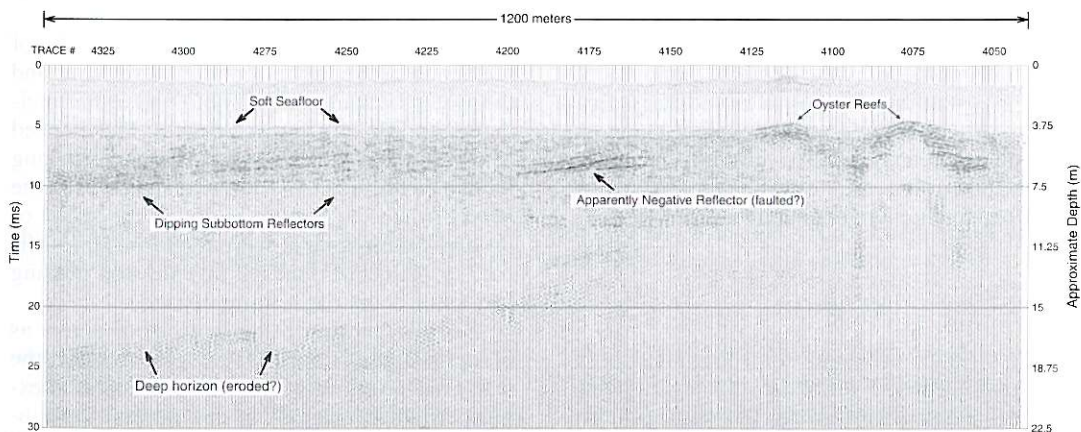 1200 meters
TRACE # 4325 4300 4275 4250 4225 4200 4175 4150 4125 4100 4075 4050
0 0
Soft Seafloor
Oyster Reefs
5 3.75
10 7.5
Apparently Negative Reflector (faulted?)
Dipping Subbottom Reflectors
15 11.25
20 15
25 18.75
Deep horizon (eroded?)
30 22.5
Time (ms)
Approximate Depth (m)